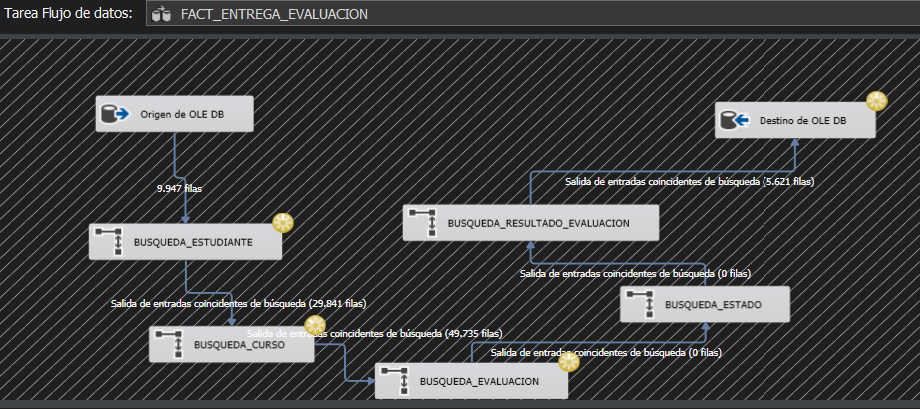 Tarea Flujo de datos:
FACT_ENTREGA_EVALUACION
Origen de OLE DB
9.947 filas
BUSQUEDA_ESTUDIANTE
Salida de entradas coincidentes de búsqueda (29.841 filas)
BUSQUEDA_CURSO
Salida de entradas coincidentes de búsqueda (49.735 filas)
BUSQUEDA_EVALUACION
Salida de entradas coincidentes de búsqueda (0 filas)
BUSQUEDA_ESTADO
Salida de entradas coincidentes de búsqueda (0 filas)
BUSQUEDA_RESULTADO_EVALUACION
Salida de entradas coincidentes de búsqueda (5.621 filas)
Destino de OLE DB